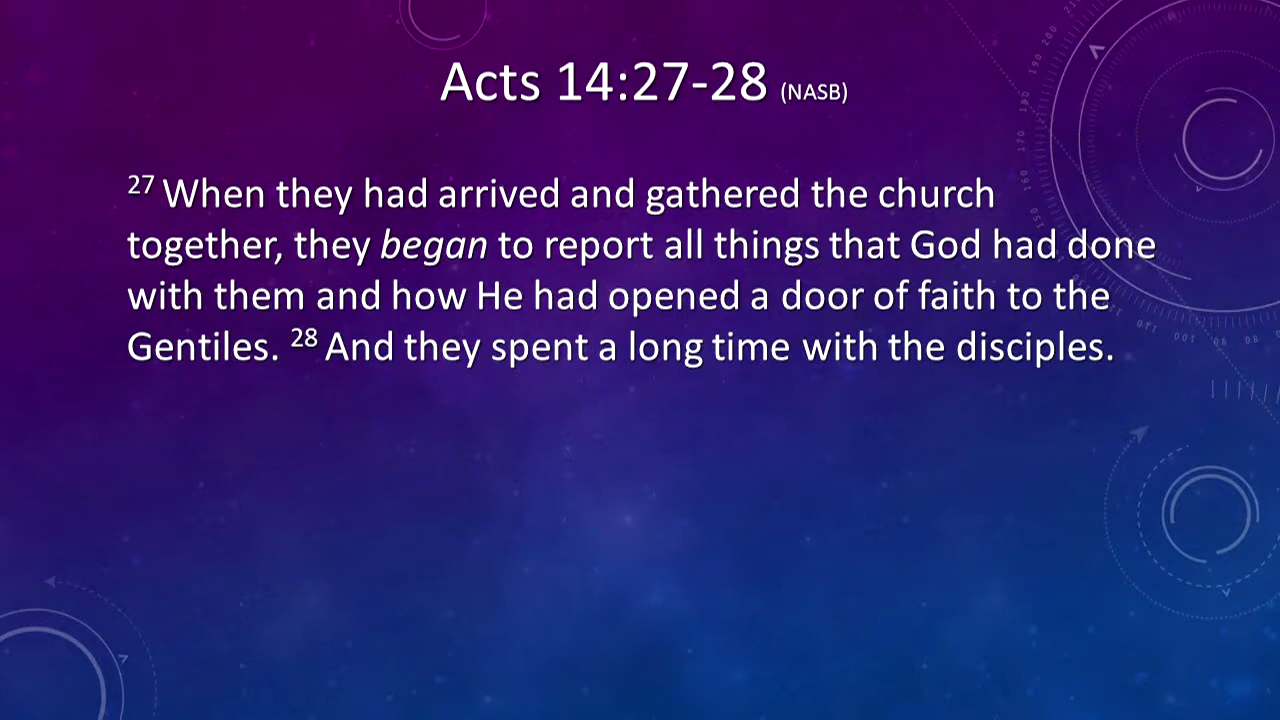 Acts 14:27-28 (NASB)
27 When they had arrived and gathered the church
together, they began to report all things that God had done
with them and how He had opened a door of faith to the
Gentiles. 28 And they spent a long time with the disciples.